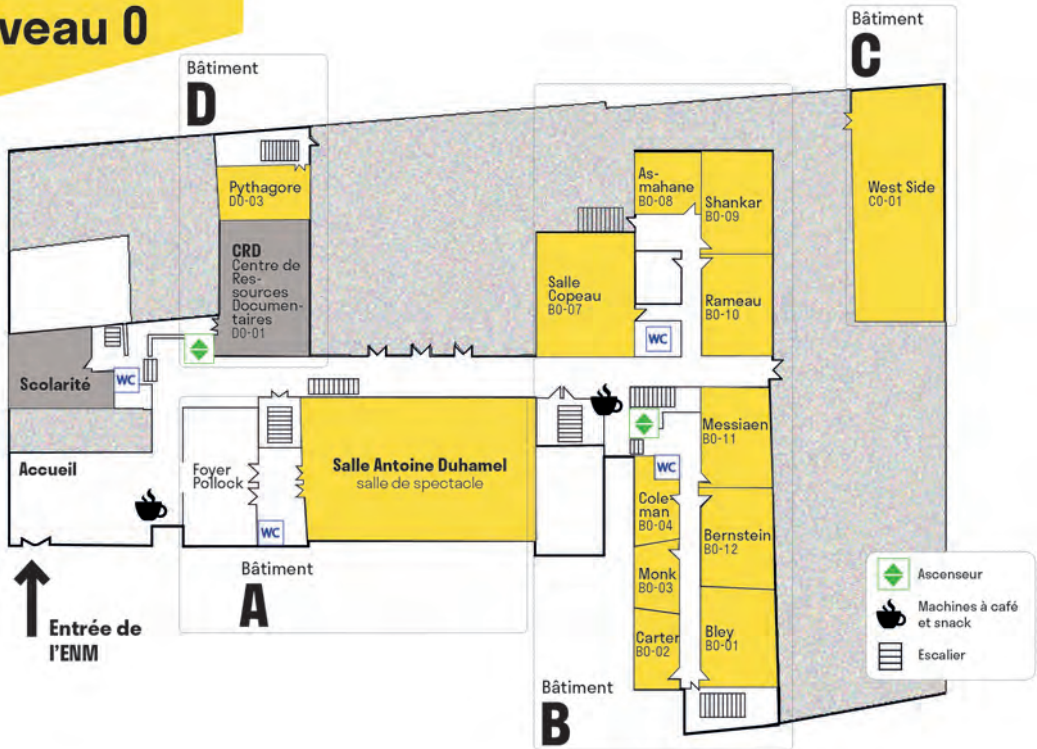 veau 0
Bâtiment
D
Bâtiment
C
Pythagore
D0-03
CRD
Centre de
Res-
sources
Documen-
taires
D0-01
As-
mahane
B0-08
Shankar
B0-09
West Side
C0-01
Salle
Copeau
B0-07
Rameau
B0-10
WC
Scolarité
WC
Messiaen
B0-11
Accueil
Foyer
Pollock
Salle Antoine Duhamel
salle de spectacle
WC
WC
Cole-
man
B0-04
Bernstein
B0-12
Monk
B0-03
Carter
B0-02
Bley
B0-01
Bâtiment
A
Entrée de
l'ENM
Bâtiment
B
Ascenseur
Machines à café
et snack
Escalier